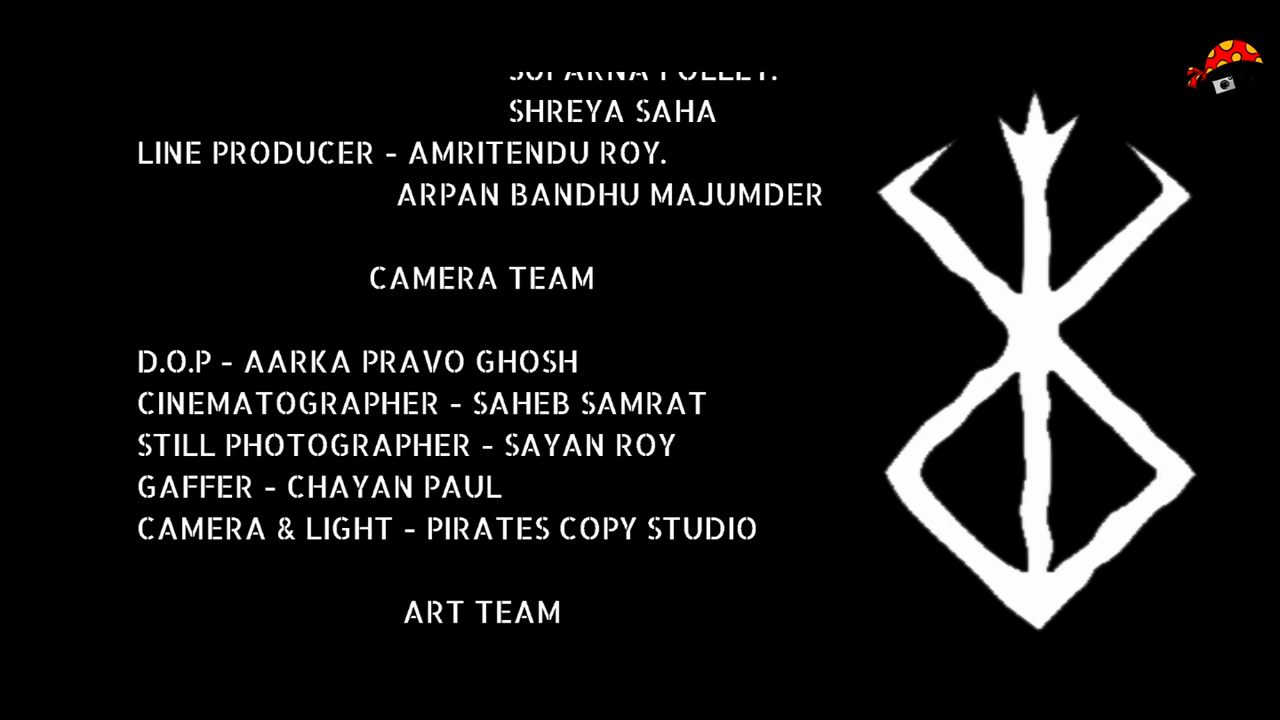 SHREYA SAHA
LINE PRODUCER - AMRITENDU ROY.
ARPAN BANDHU MAJUMDER
CAMERA TEAM
D.O.P - AARKA PRAVO GHOSH
CINEMATOGRAPHER - SAHEB SAMRAT
STILL PHOTOGRAPHER - SAYAN ROY
GAFFER - CHAYAN PAUL
CAMERA & LIGHT - PIRATES COPY STUDIO
ART TEAM